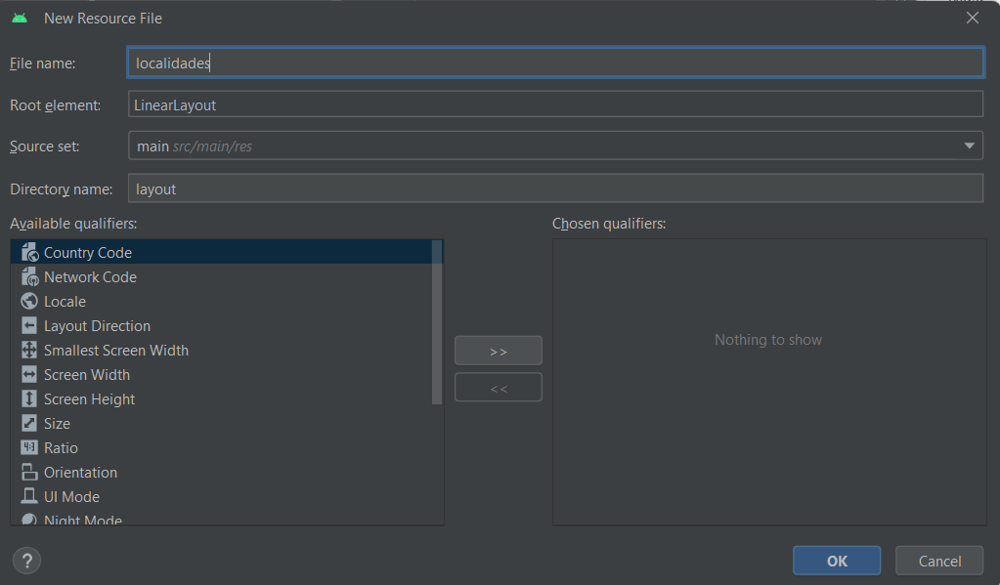 New Resource File
File name: localidades
Root element: LinearLayout
Source set: main src/main/res
Directory name: layout
Available qualifiers: Chosen qualifiers:
Country Code
Network Code
Locale
Layout Direction
Smallest Screen Width
Screen Width
Screen Height
Size
Ratio
Orientation
UI Mode
Night Mode
>>
<<
Nothing to show
?
OK Cancel